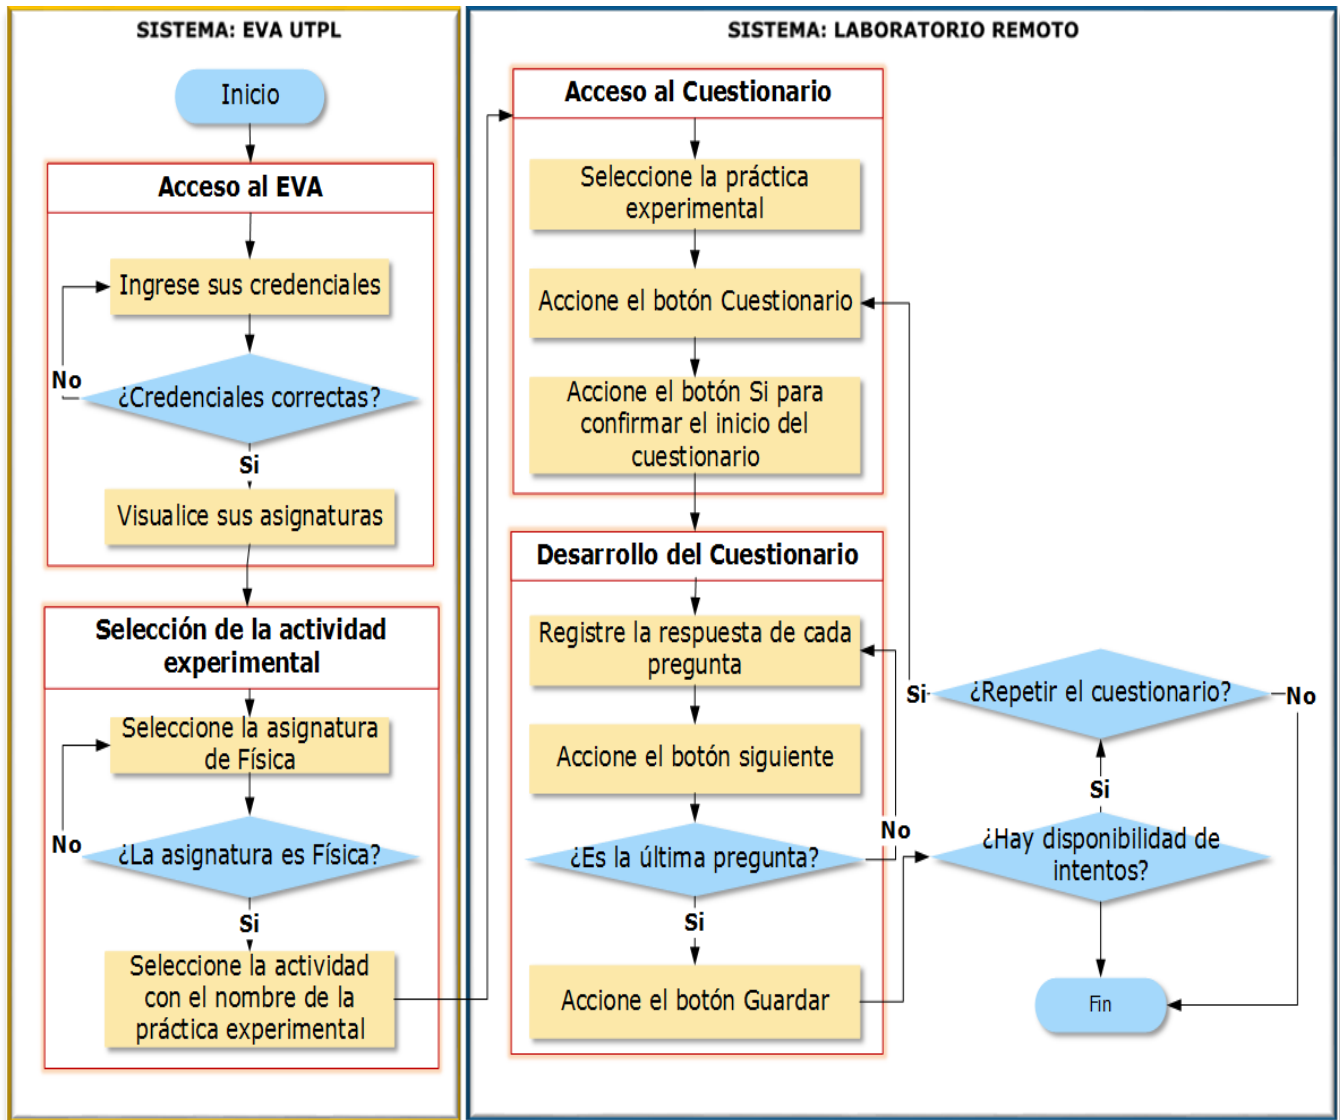 SISTEMA: EVA UTPL
Inicio
Acceso al EVA
Ingrese sus credenciales
¿Credenciales correctas?
No
Si
Visualice sus asignaturas
Selección de la actividad
experimental
Seleccione la asignatura
de Física
¿La asignatura es Física?
No
Si
Seleccione la actividad
con el nombre de la
práctica experimental
SISTEMA: LABORATORIO REMOTO
Acceso al Cuestionario
Seleccione la práctica
experimental
Accione el botón Cuestionario
Accione el botón Si para
confirmar el inicio del
cuestionario
Desarrollo del Cuestionario
Registre la respuesta de cada
pregunta
Accione el botón siguiente
¿Es la última pregunta?
No
Si
Accione el botón Guardar
¿Repetir el cuestionario?
Si
No
Si
¿Hay disponibilidad de
intentos?
Fin